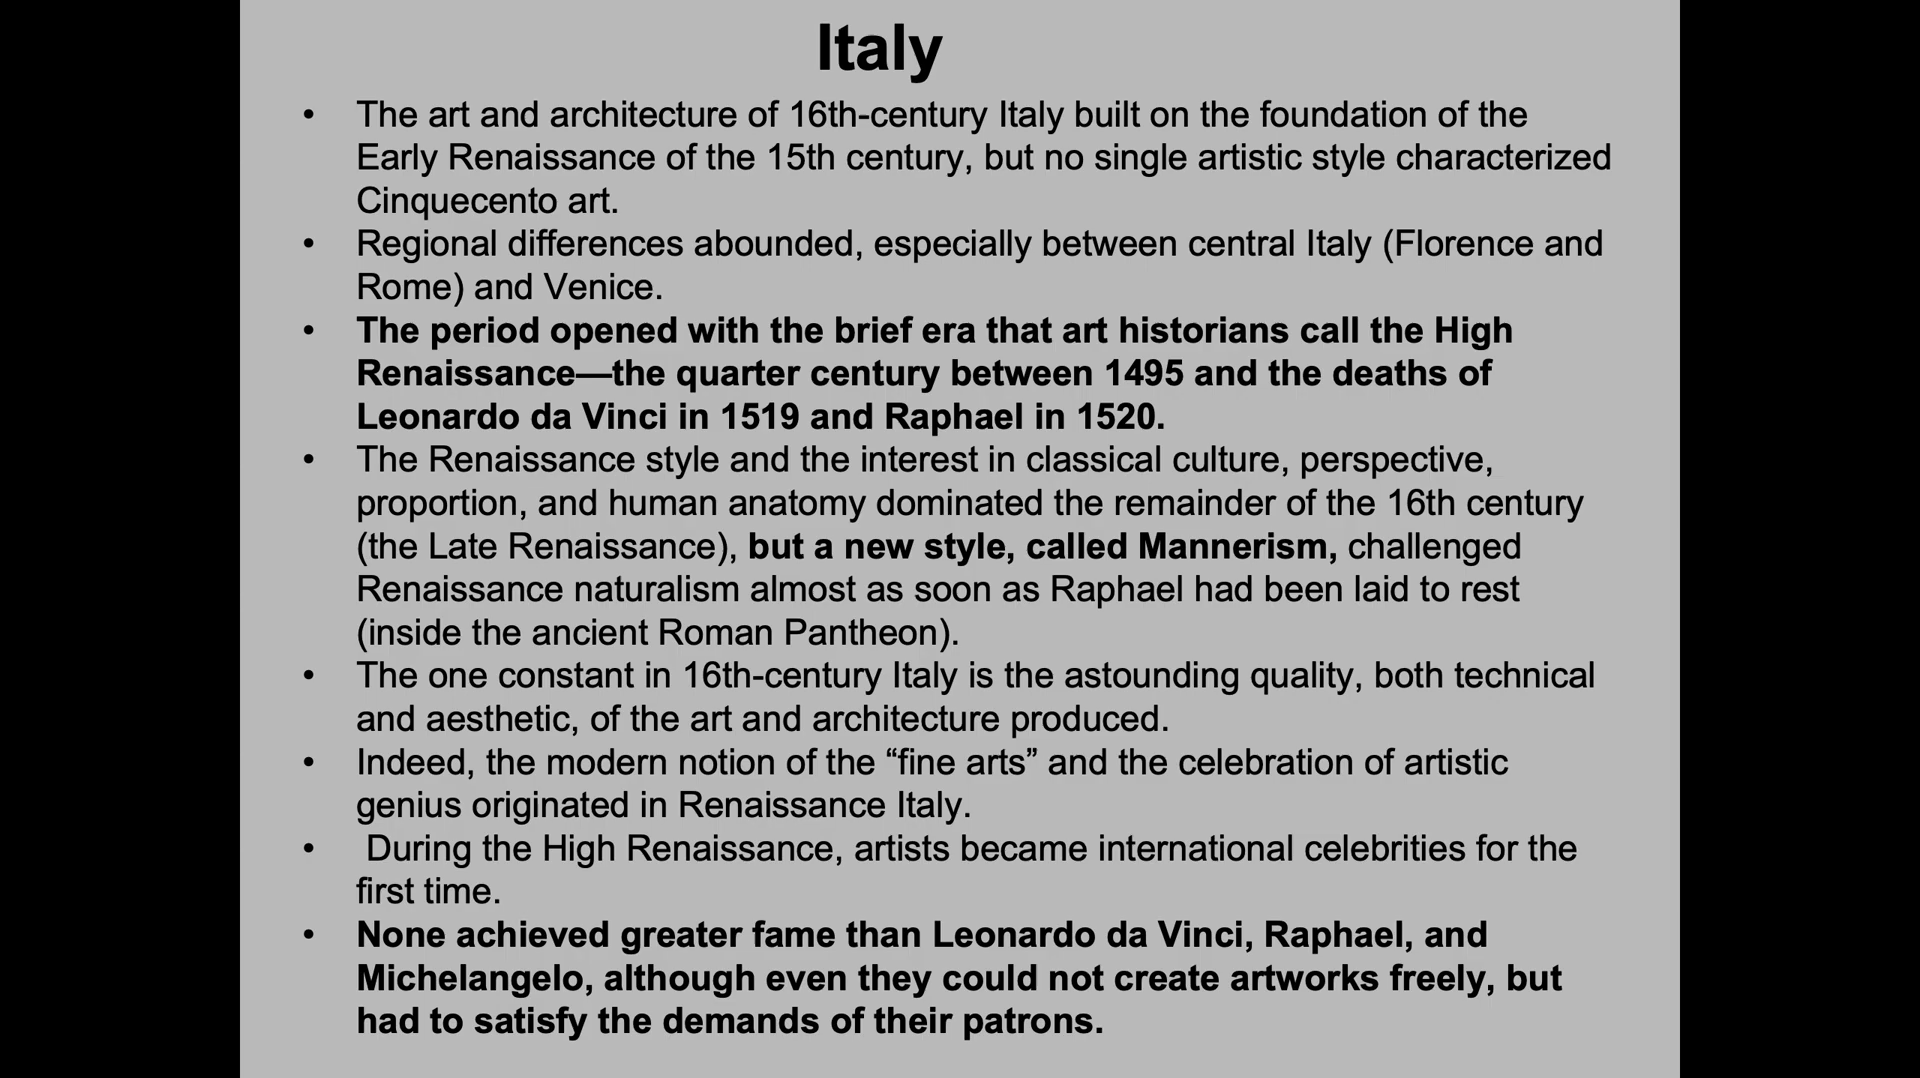 Italy
• The art and architecture of 16th-century Italy built on the foundation of the
Early Renaissance of the 15th century, but no single artistic style characterized
Cinquecento art.
• Regional differences abounded, especially between central Italy (Florence and
Rome) and Venice.
• The period opened with the brief era that art historians call the High
Renaissance—the quarter century between 1495 and the deaths of
Leonardo da Vinci in 1519 and Raphael in 1520.
• The Renaissance style and the interest in classical culture, perspective,
proportion, and human anatomy dominated the remainder of the 16th century
(the Late Renaissance), but a new style, called Mannerism, challenged
Renaissance naturalism almost as soon as Raphael had been laid to rest
(inside the ancient Roman Pantheon).
• The one constant in 16th-century Italy is the astounding quality, both technical
and aesthetic, of the art and architecture produced.
• Indeed, the modern notion of the “fine arts” and the celebration of artistic
genius originated in Renaissance Italy.
• During the High Renaissance, artists became international celebrities for the
first time.
• None achieved greater fame than Leonardo da Vinci, Raphael, and
Michelangelo, although even they could not create artworks freely, but
had to satisfy the demands of their patrons.